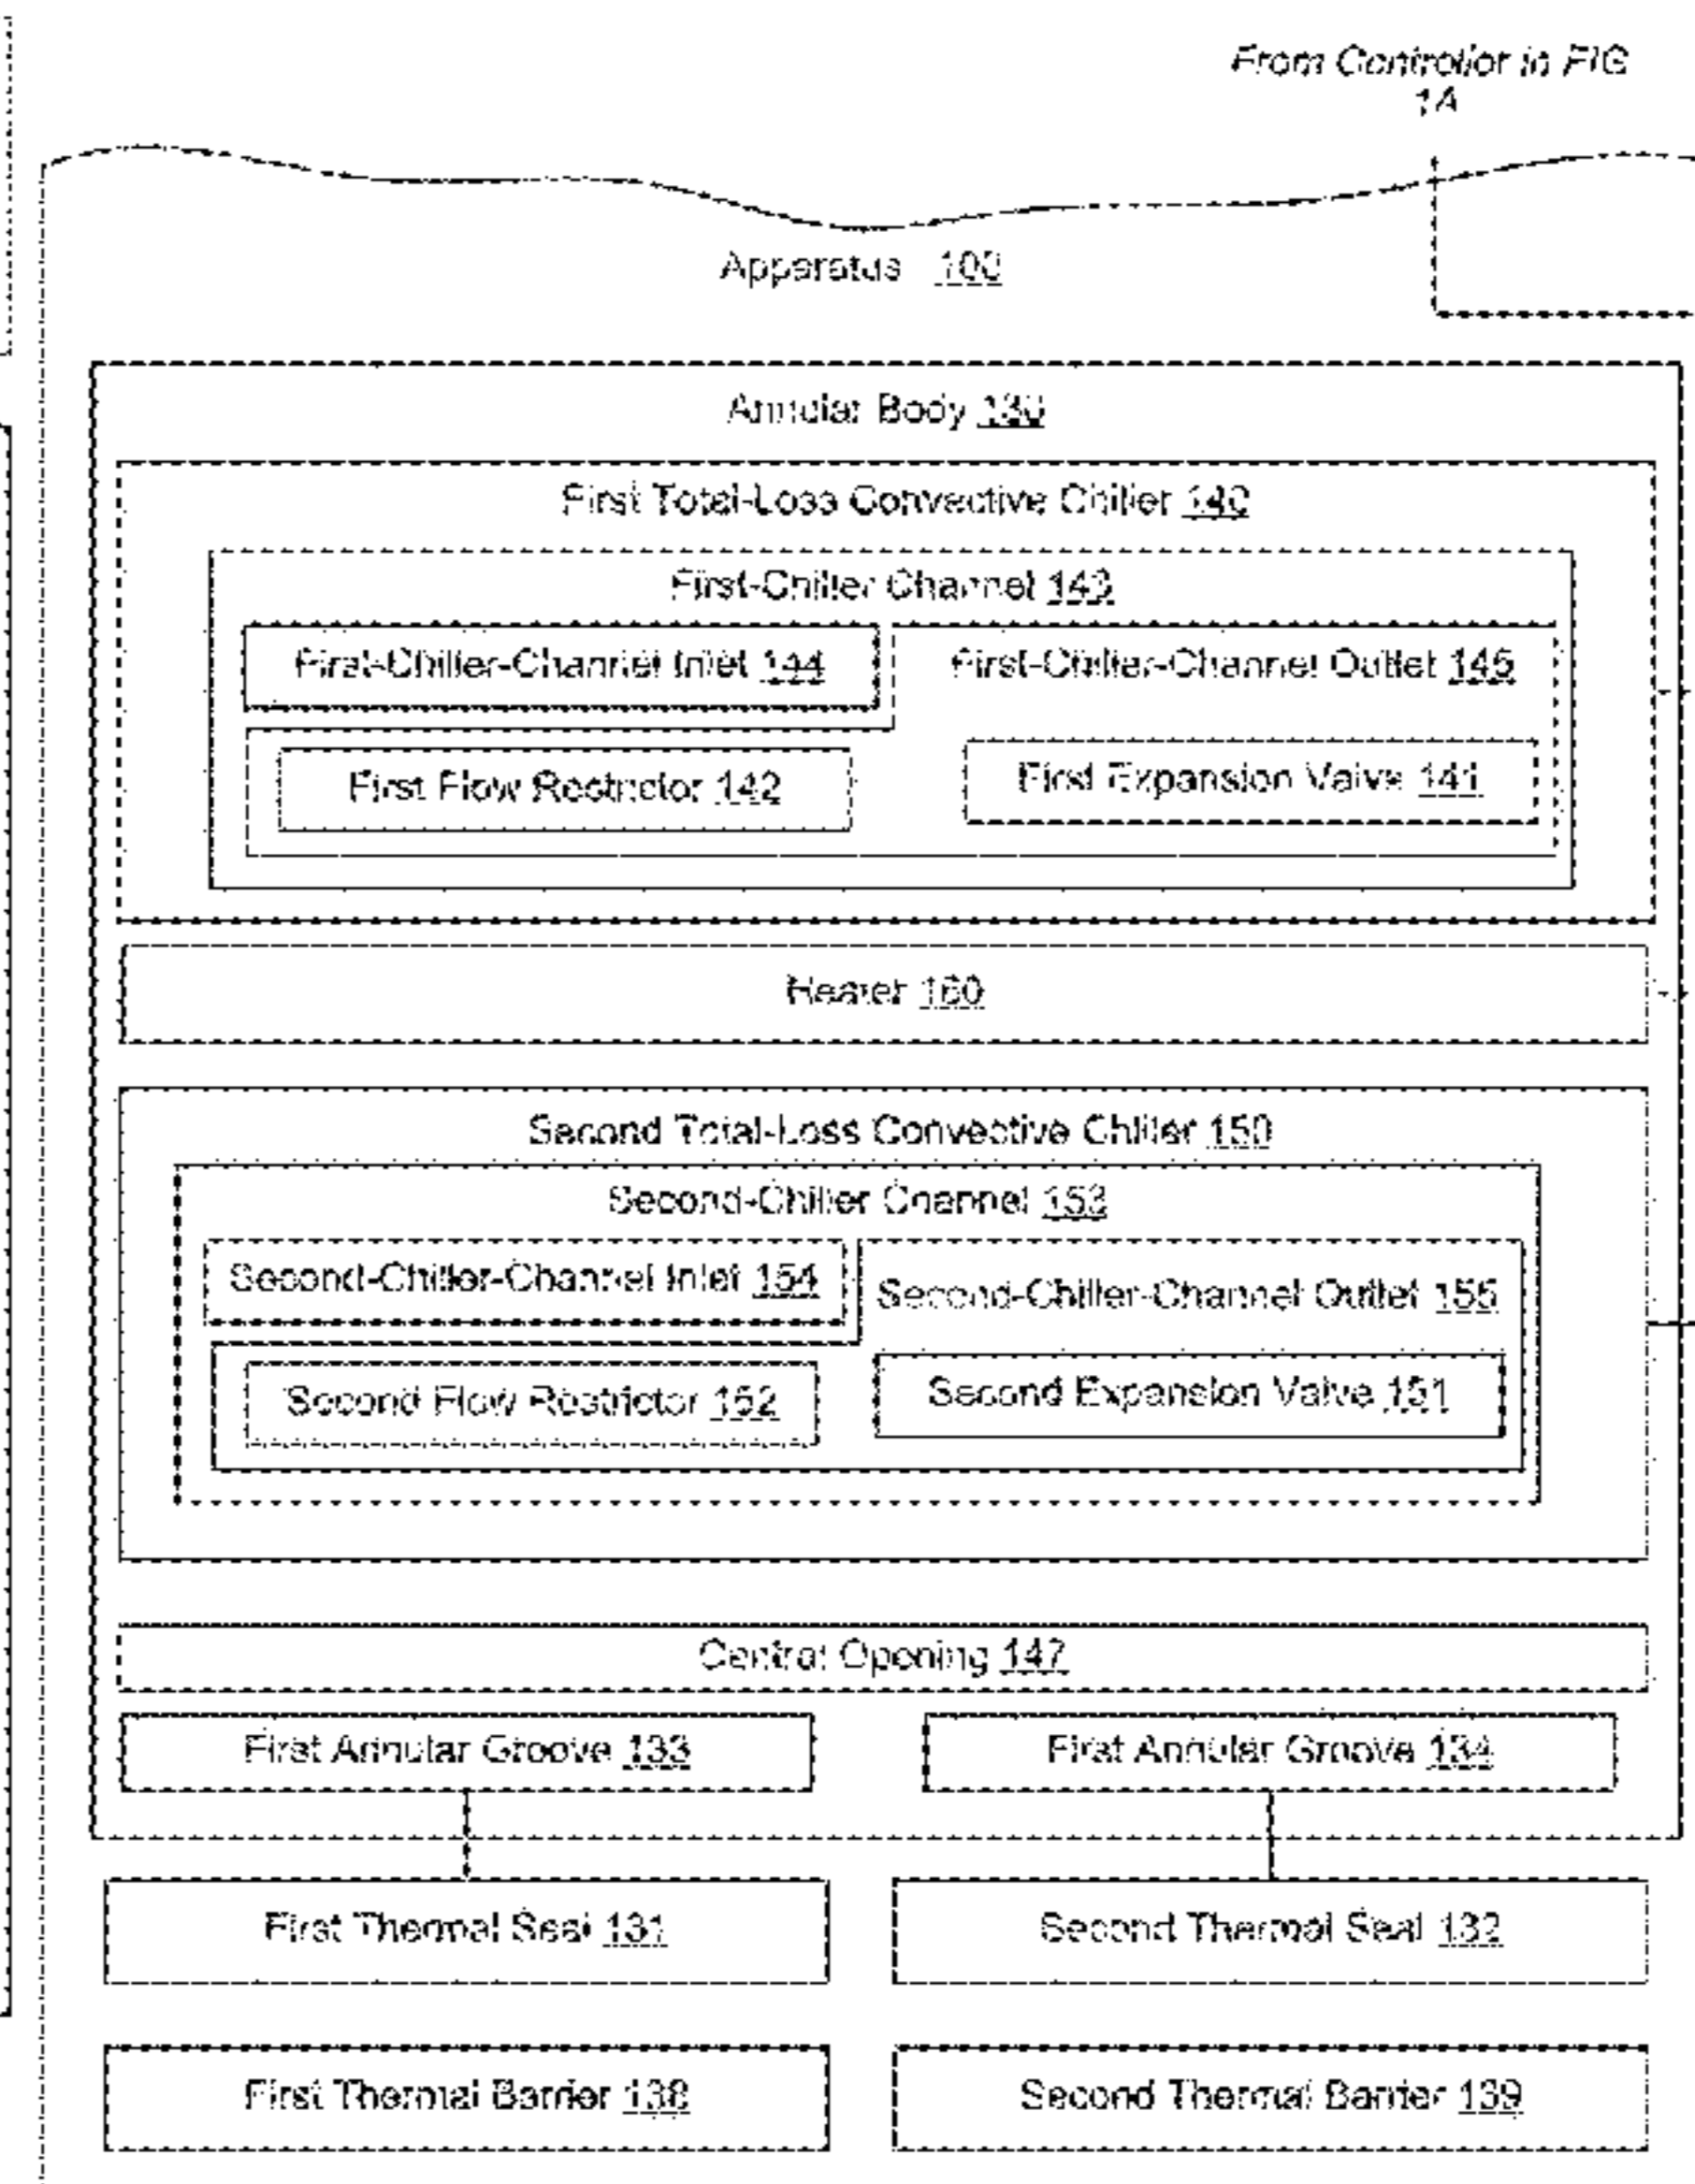 From Controller in FIG
1A
Apparatus 100
Annular Body 130
First Total-Loss Convective Chiller 140
First-Chiller Channel 143
First-Chiller-Channel Inlet 144
First-Chiller-Channel Outlet 145
First Flow Restrictor 142
First Expansion Valve 141
Heater 160
Second Total-Loss Convective Chiller 150
Second-Chiller Channel 153
Second-Chiller-Channel Inlet 154
Second-Chiller-Channel Outlet 155
Second Flow Restrictor 152
Second Expansion Valve 151
Central Opening 147
First Annular Groove 133
First Annular Groove 134
First Thermal Seal 131
Second Thermal Seal 132
First Thermal Barrier 138
Second Thermal Barrier 139